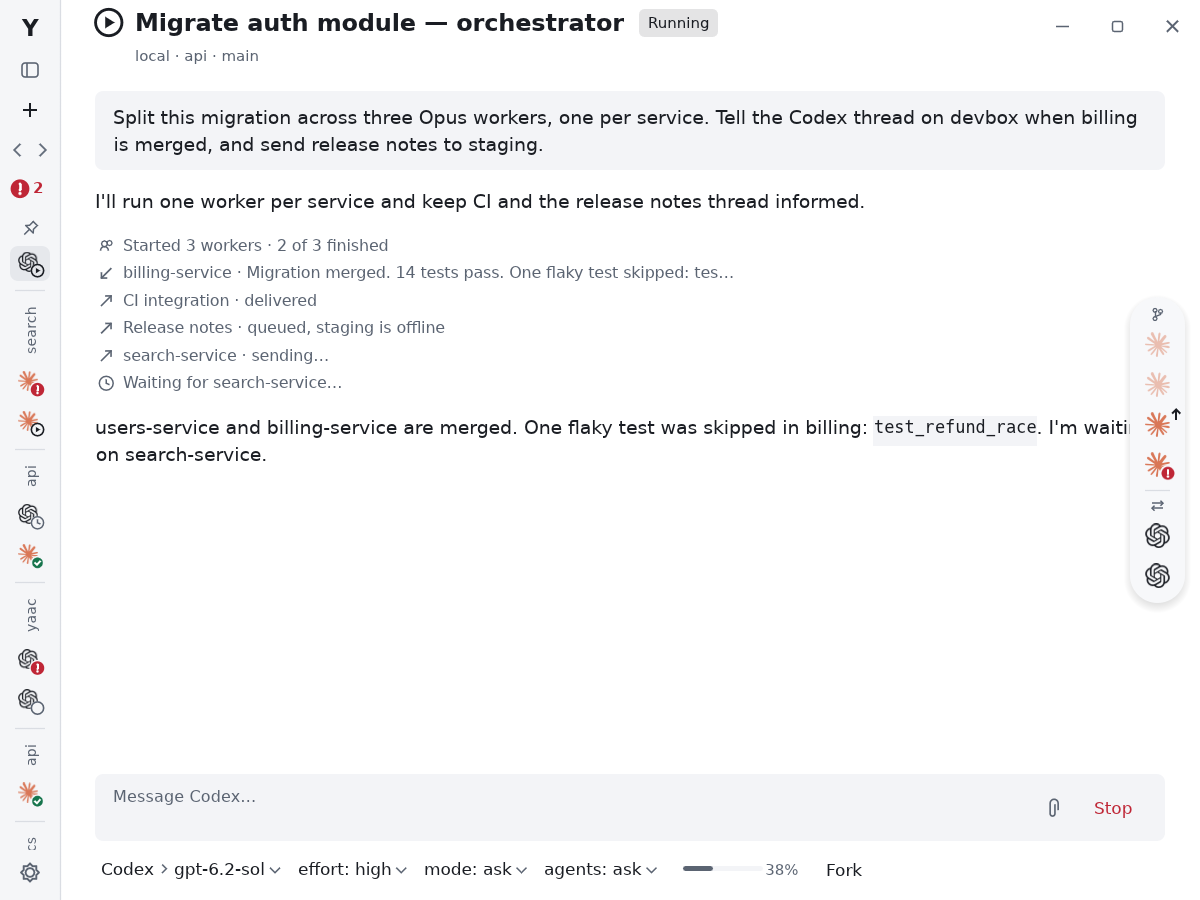 Y
Migrate auth module — orchestrator
Running
local · api · main
2
search
api
yaac
api
cs
Split this migration across three Opus workers, one per service. Tell the Codex thread on devbox when billing
is merged, and send release notes to staging.
I'll run one worker per service and keep CI and the release notes thread informed.
Started 3 workers · 2 of 3 finished
billing-service · Migration merged. 14 tests pass. One flaky test skipped: tes…
CI integration · delivered
Release notes · queued, staging is offline
search-service · sending…
Waiting for search-service…
users-service and billing-service are merged. One flaky test was skipped in billing: test_refund_race. I'm
on search-service.
Message Codex…
Stop
Codex > gpt-6.2-sol effort: high mode: ask agents: ask 38% Fork